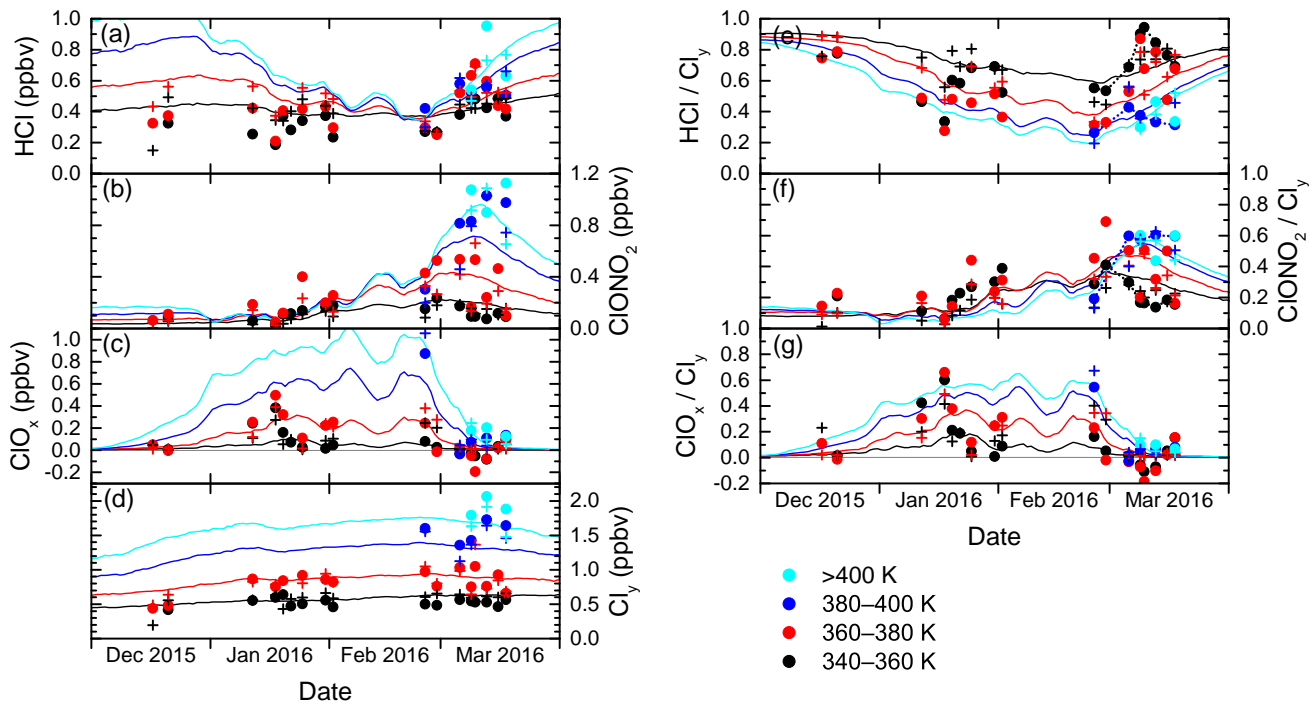 (a)
HCl (ppbv)
1.0
0.8
0.6
0.4
0.2
0.0
(b)
ClONO2 (ppbv)
1.2
0.8
0.4
0.0
(c)
ClOx (ppbv)
1.0
0.8
0.6
0.4
0.2
0.0
-0.2
(d)
Cly (ppbv)
2.0
1.5
1.0
0.5
0.0
Dec 2015 Jan 2016 Feb 2016 Mar 2016
Date
(e)
HCl / Cly
1.0
0.8
0.6
0.4
0.2
0.0
(f)
ClONO2 / Cly
1.0
0.8
0.6
0.4
0.2
0.0
(g)
ClOx / Cly
1.0
0.8
0.6
0.4
0.2
0.0
-0.2
Dec 2015 Jan 2016 Feb 2016 Mar 2016
Date
>400 K
380–400 K
360–380 K
340–360 K